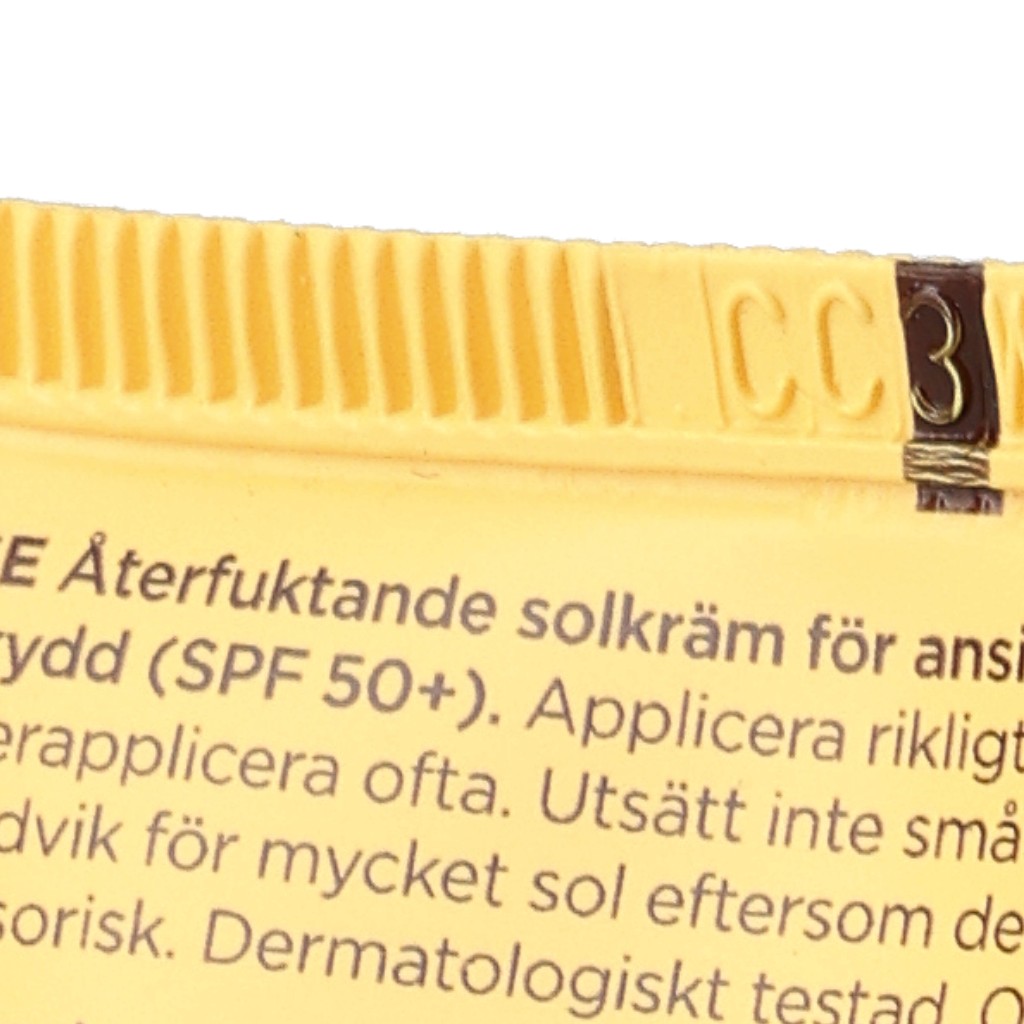 CC3
E Återfuktande solkräm för ansi
ydd (SPF 50+). Applicera rikligt
erapplicera ofta. Utsätt inte små
dvik för mycket sol eftersom de
sorisk. Dermatologiskt testad. O